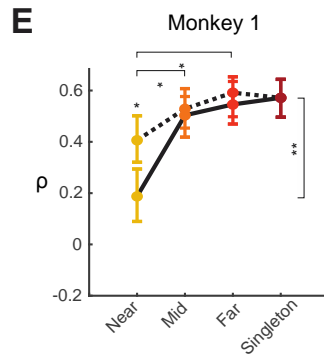 E
Monkey 1
*
*
*
**
0.6
0.4
0.2
0
-0.2
ρ
Near
Mid
Far
Singleton